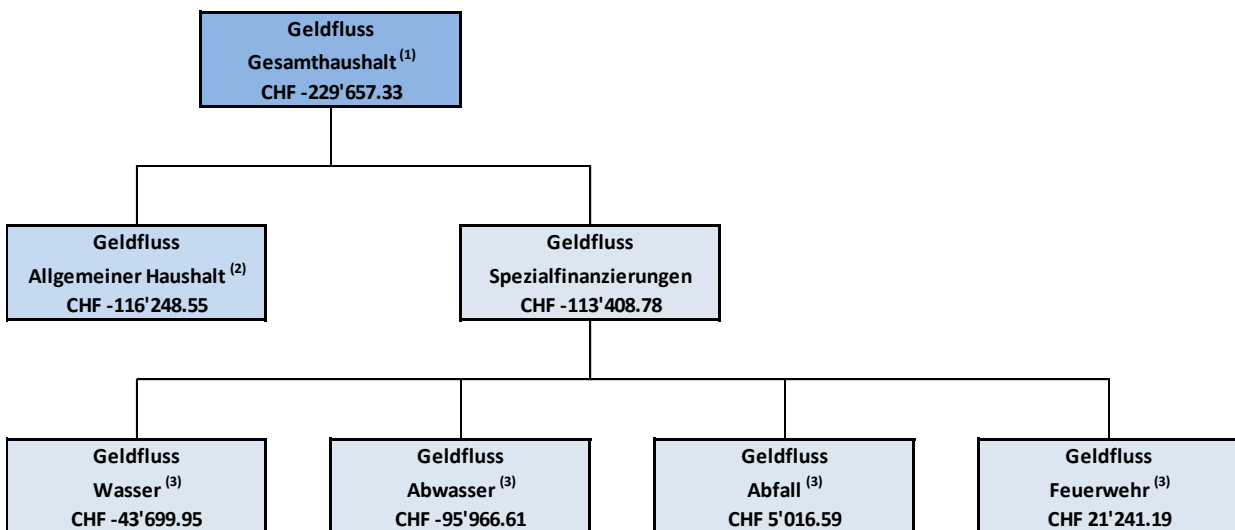 Geldfluss
Gesamthaushalt (1)
CHF -229'657.33
Geldfluss
Allgemeiner Haushalt (2)
CHF -116'248.55
Geldfluss
Spezialfinanzierungen
CHF -113'408.78
Geldfluss
Wasser (3)
CHF -43'699.95
Geldfluss
Abwasser (3)
CHF -95'966.61
Geldfluss
Abfall (3)
CHF 5'016.59
Geldfluss
Feuerwehr (3)
CHF 21'241.19